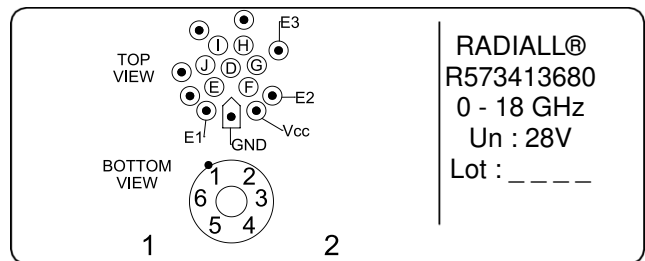 E3
I H
TOP
VIEW
J D G
E F
E2
E1
Vcc
GND
BOTTOM
VIEW
1 2
6 3
5 4
1 2
RADIALL®
R573413680
0 - 18 GHz
Un : 28V
Lot : _ _ _ _